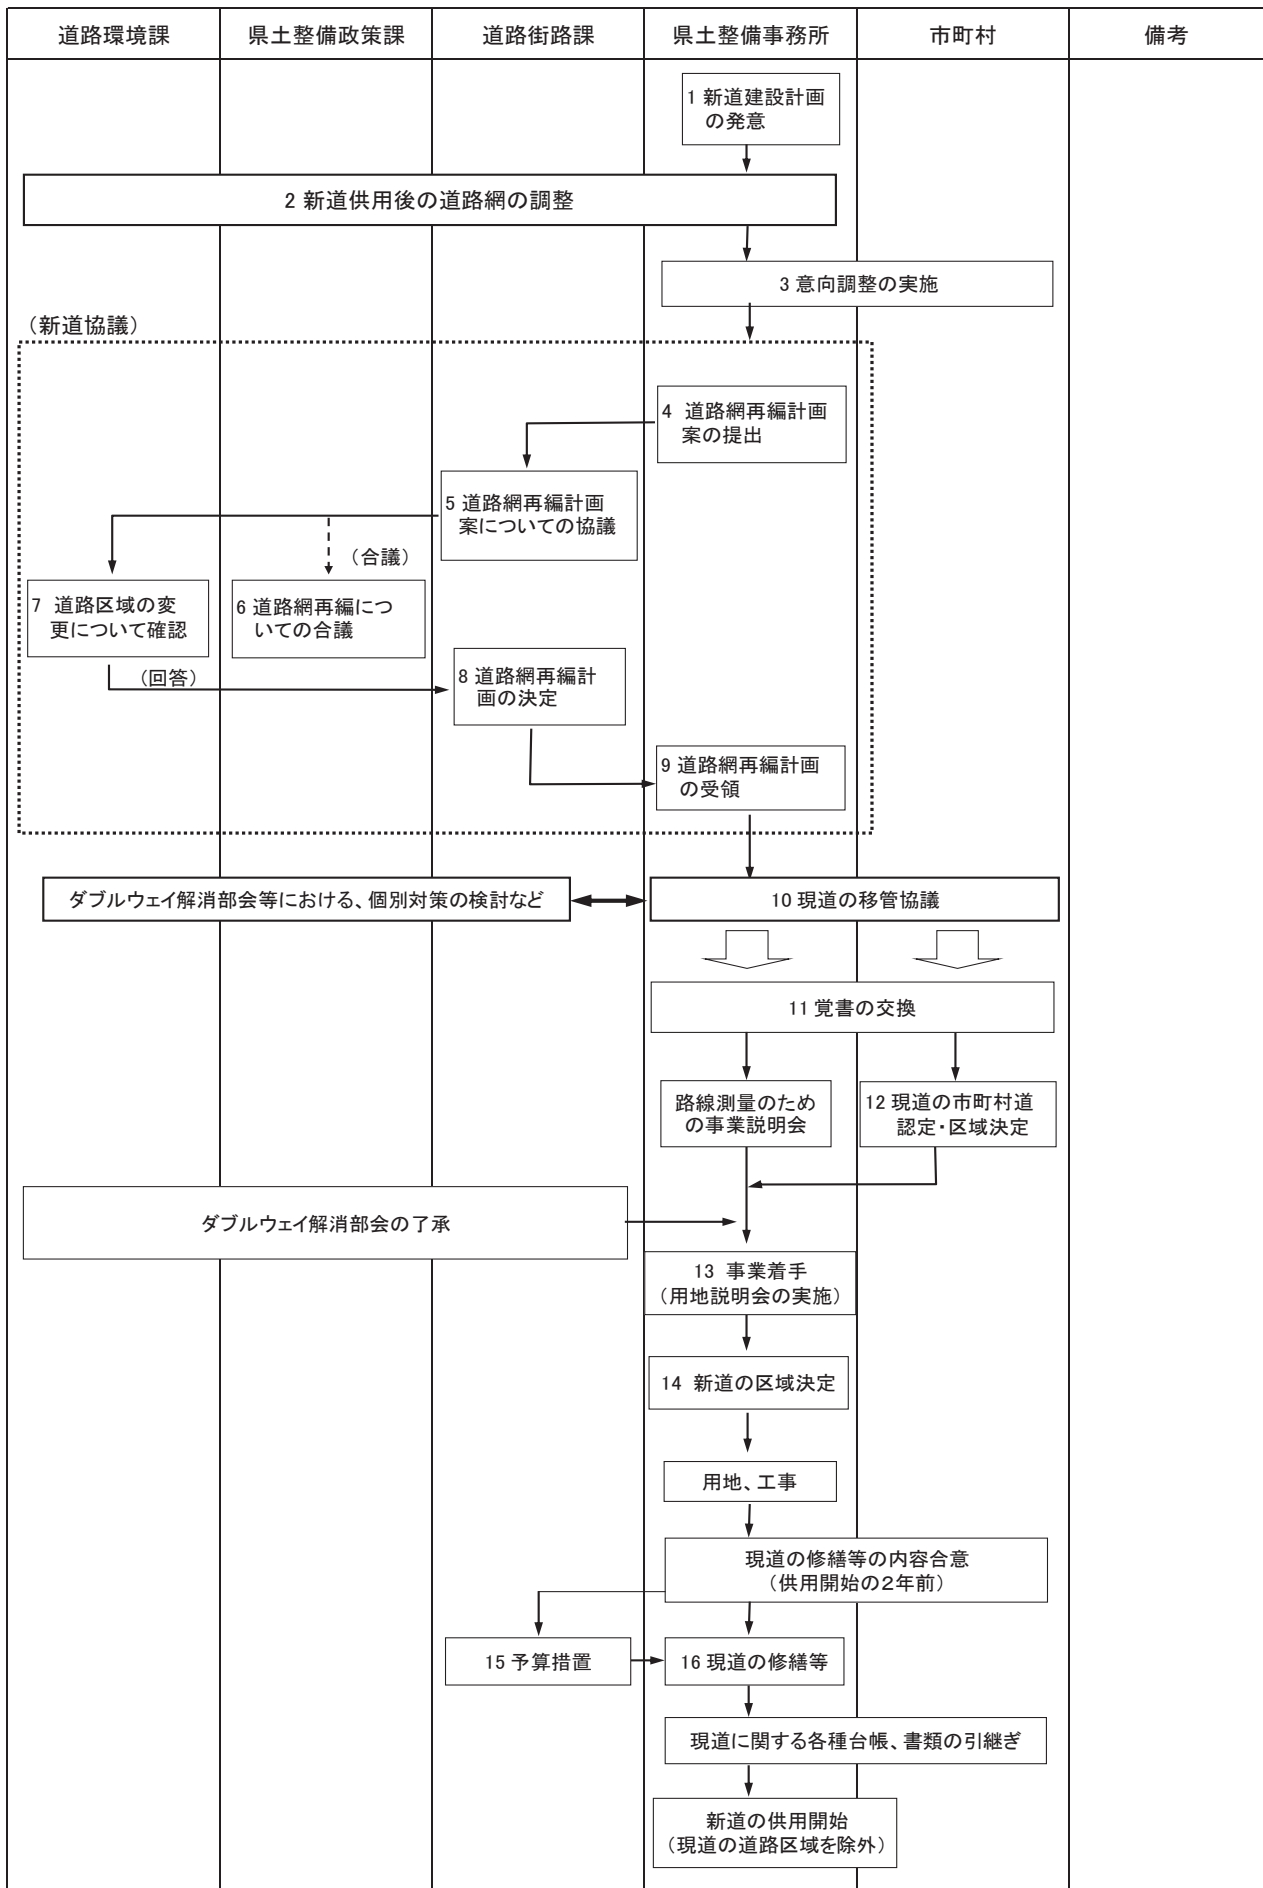 道路環境課
県土整備政策課
道路街路課
県土整備事務所
市町村
備考
1 新道建設計画
の発意
2 新道供用後の道路網の調整
3 意向調整の実施
（新道協議）
4 道路網再編計画
案の提出
5 道路網再編計画
案についての協議
（合議）
7 道路区域の変
更について確認
6 道路網再編につ
いての合議
（回答）
8 道路網再編計
画の決定
9 道路網再編計画
の受領
ダブルウェイ解消部会等における、個別対策の検討など
10 現道の移管協議
11 覚書の交換
路線測量のため
の事業説明会
12 現道の市町村道
認定・区域決定
ダブルウェイ解消部会の了承
13 事業着手
（用地説明会の実施）
14 新道の区域決定
用地、工事
現道の修繕等の内容合意
（供用開始の２年前）
15 予算措置
16 現道の修繕等
現道に関する各種台帳、書類の引継ぎ
新道の供用開始
（現道の道路区域を除外）